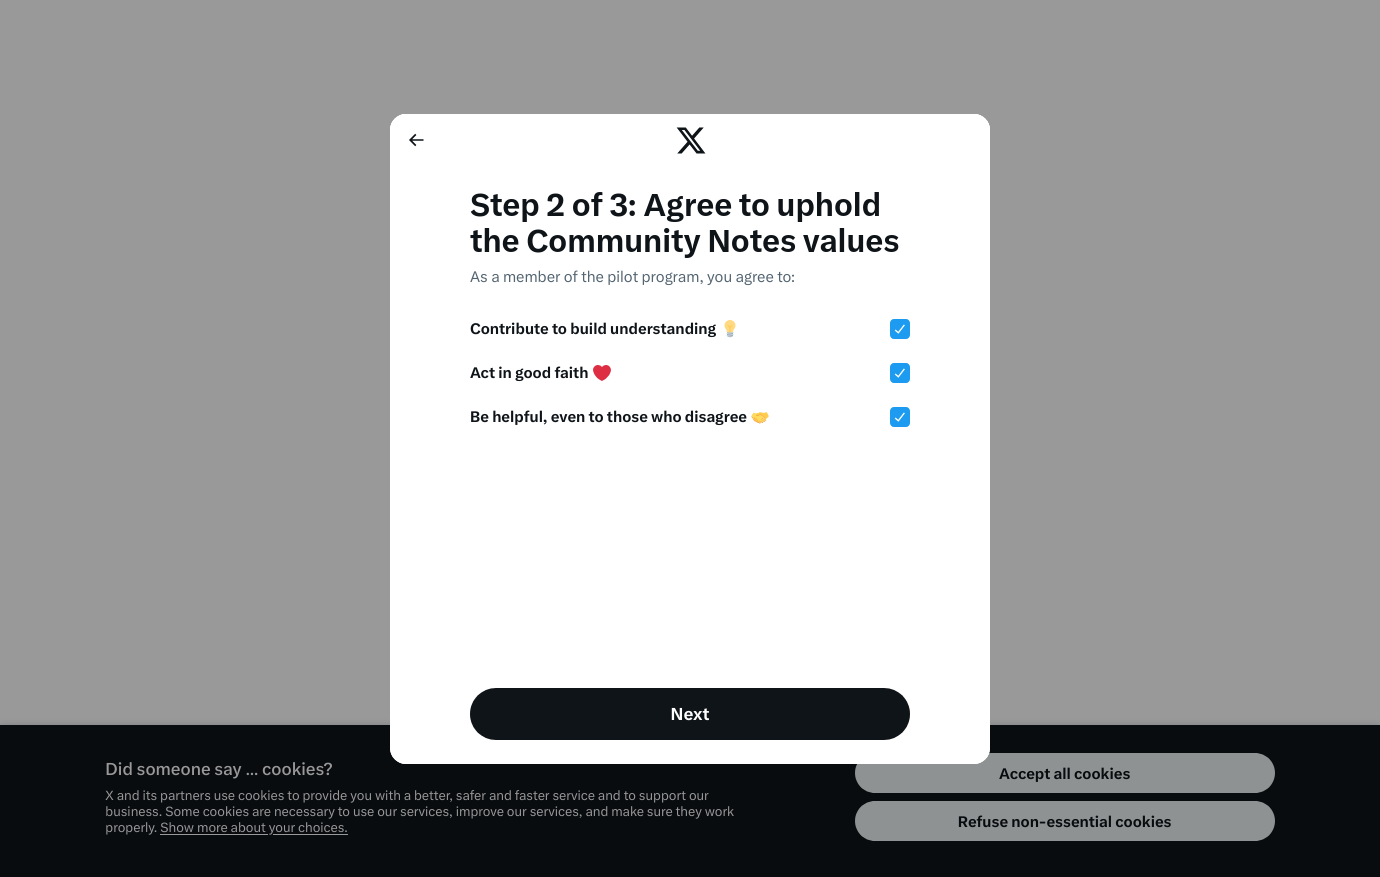 Step 2 of 3: Agree to uphold
the Community Notes values
As a member of the pilot program, you agree to:
Contribute to build understanding 💡
Act in good faith ❤️
Be helpful, even to those who disagree 🤝
Next
Did someone say … cookies?
X and its partners use cookies to provide you with a better, safer and faster service and to support our
business. Some cookies are necessary to use our services, improve our services, and make sure they work
properly. Show more about your choices.
Accept all cookies
Refuse non-essential cookies